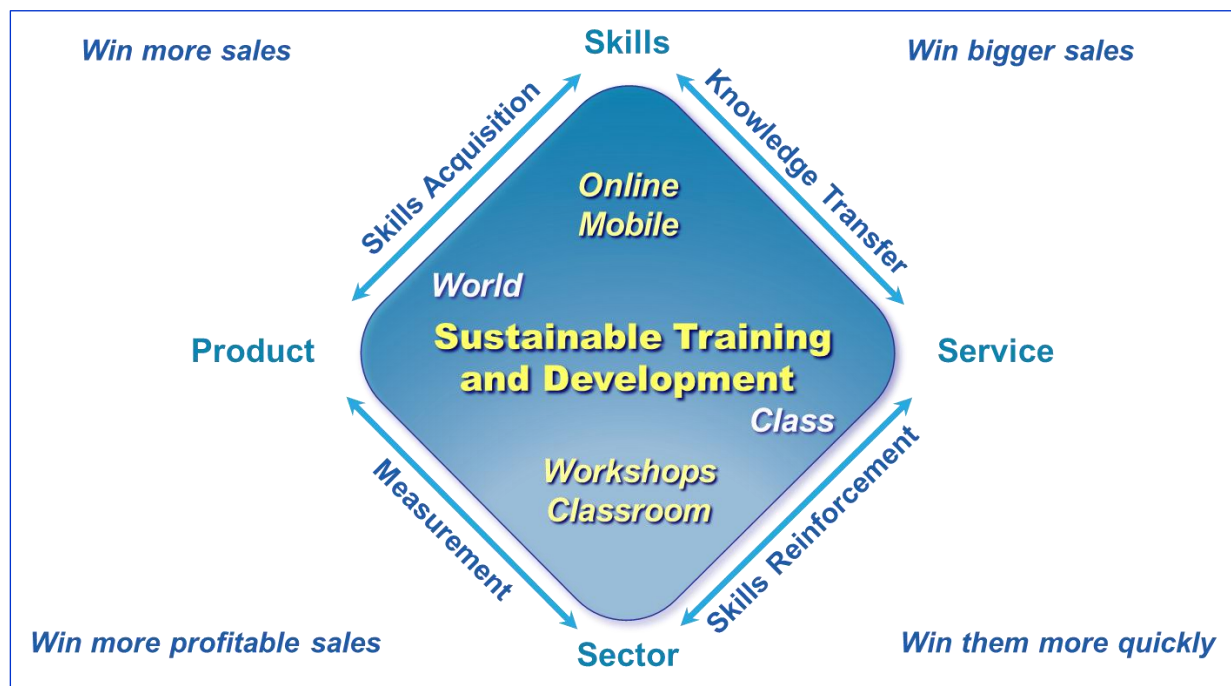 Skills
Win more sales
Win bigger sales
Skills Acquisition
Knowledge Transfer
Online
Mobile
World
Product
Sustainable Training
and Development
Service
Class
Workshops
Classroom
Measurement
Skills Reinforcement
Win more profitable sales
Sector
Win them more quickly